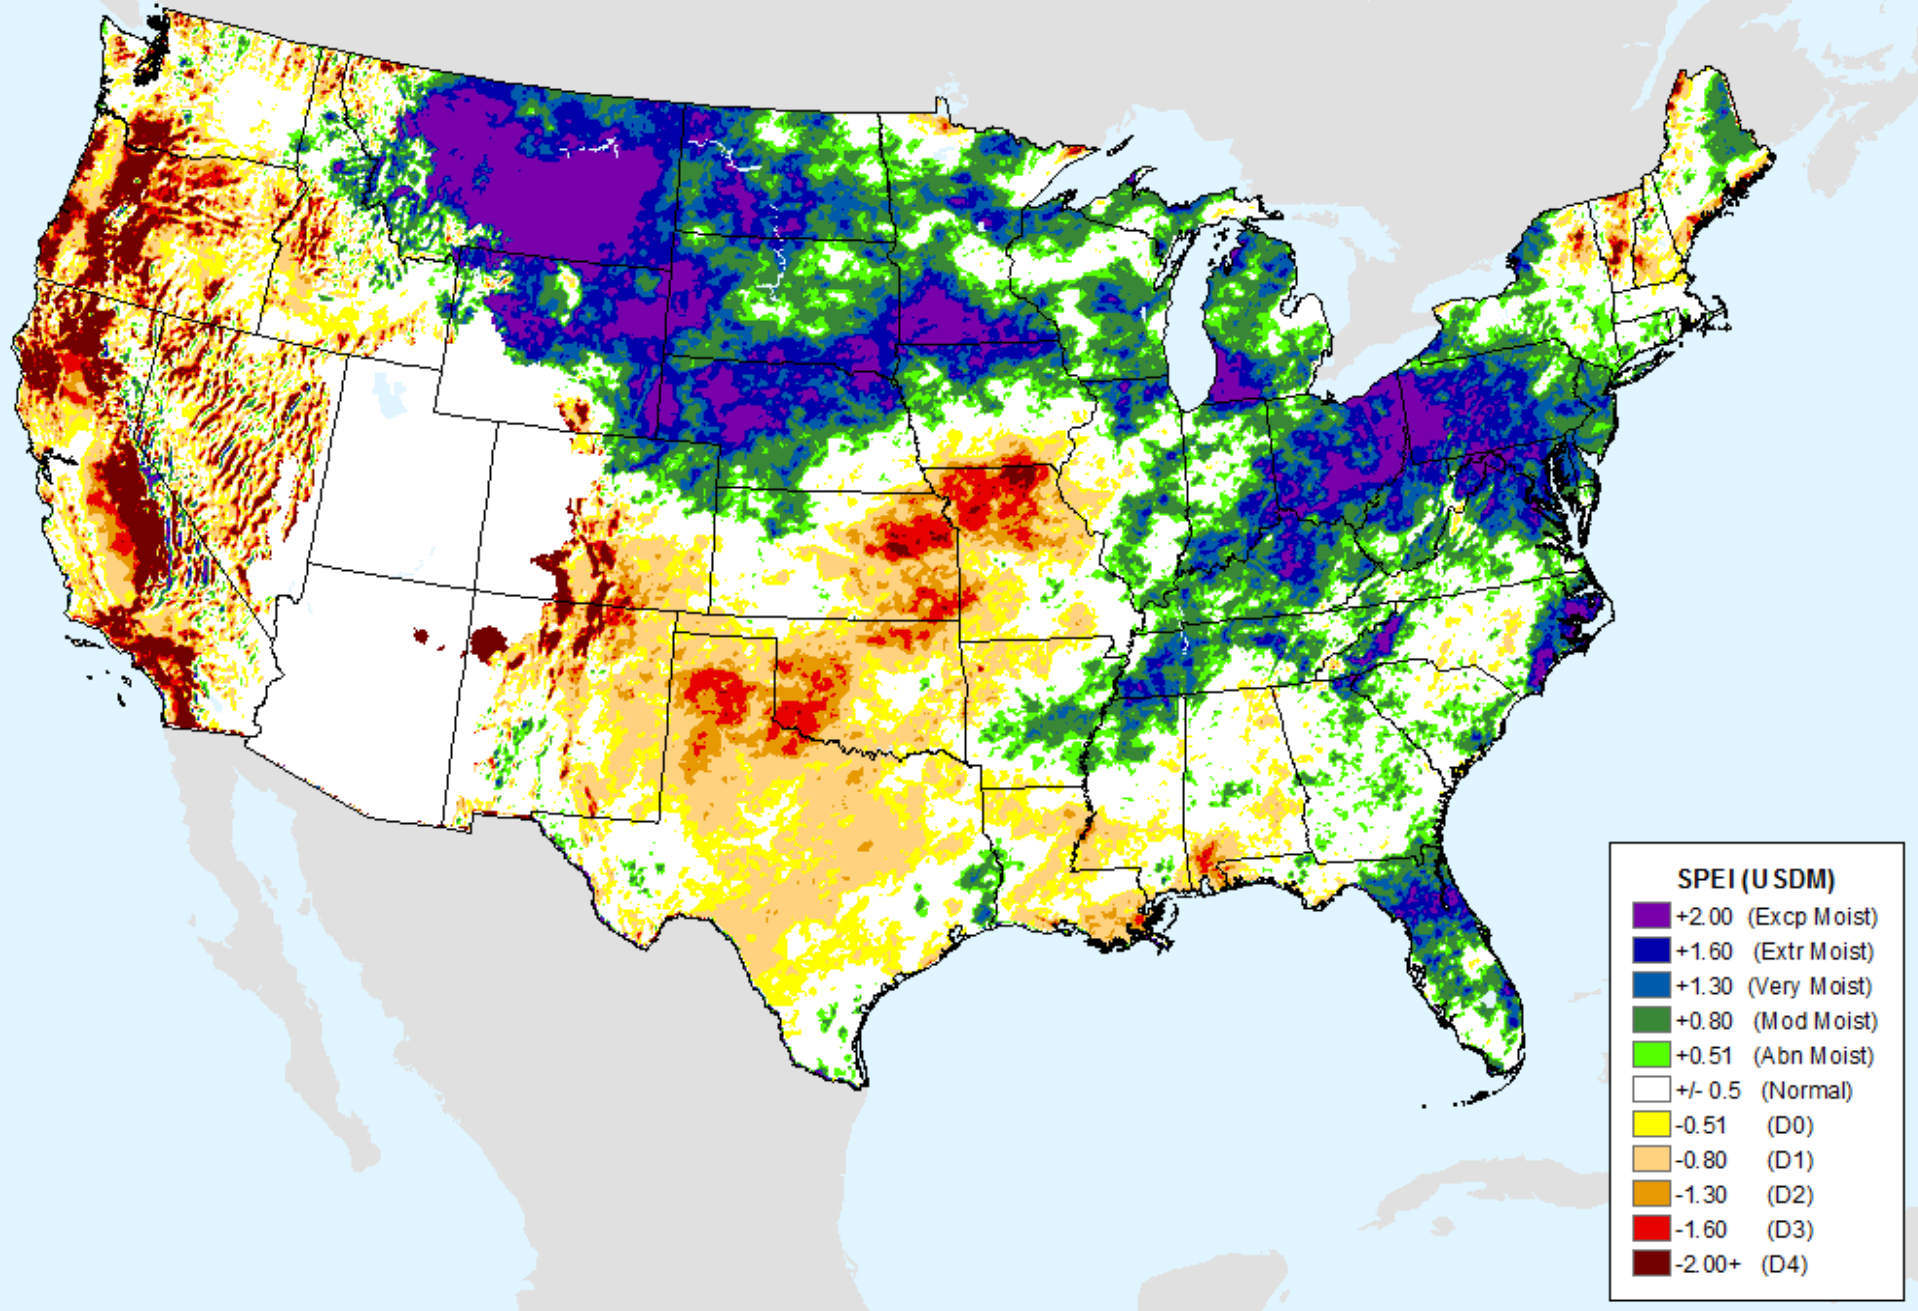 SPEI (USDM)
+2.00 (Excp Moist)
+1.60 (Extr Moist)
+1.30 (Very Moist)
+0.80 (Mod Moist)
+0.51 (Abn Moist)
+/- 0.5 (Normal)
-0.51 (D0)
-0.80 (D1)
-1.30 (D2)
-1.60 (D3)
-2.00+ (D4)